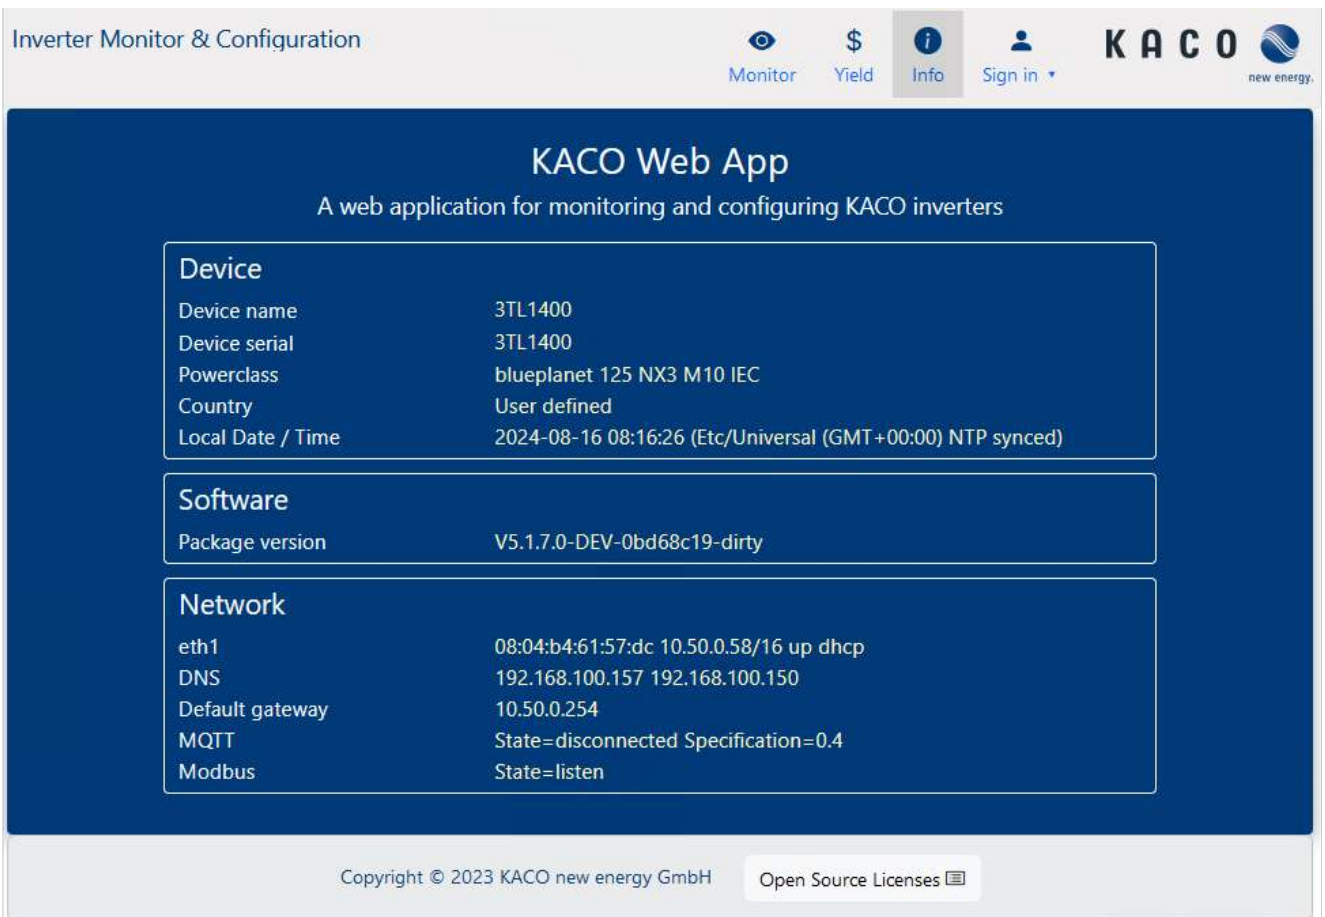 Inverter Monitor & Configuration
Monitor
$
Yield
Info
Sign in
KACO
new energy.
KACO Web App
A web application for monitoring and configuring KACO inverters
Device
Device name 3TL1400
Device serial 3TL1400
Powerclass blueplanet 125 NX3 M10 IEC
Country User defined
Local Date / Time 2024-08-16 08:16:26 (Etc/Universal (GMT+00:00) NTP synced)
Software
Package version V5.1.7.0-DEV-0bd68c19-dirty
Network
eth1 08:04:b4:61:57:dc 10.50.0.58/16 up dhcp
DNS 192.168.100.157 192.168.100.150
Default gateway 10.50.0.254
MQTT State=disconnected Specification=0.4
Modbus State=listen
Copyright © 2023 KACO new energy GmbH
Open Source Licenses